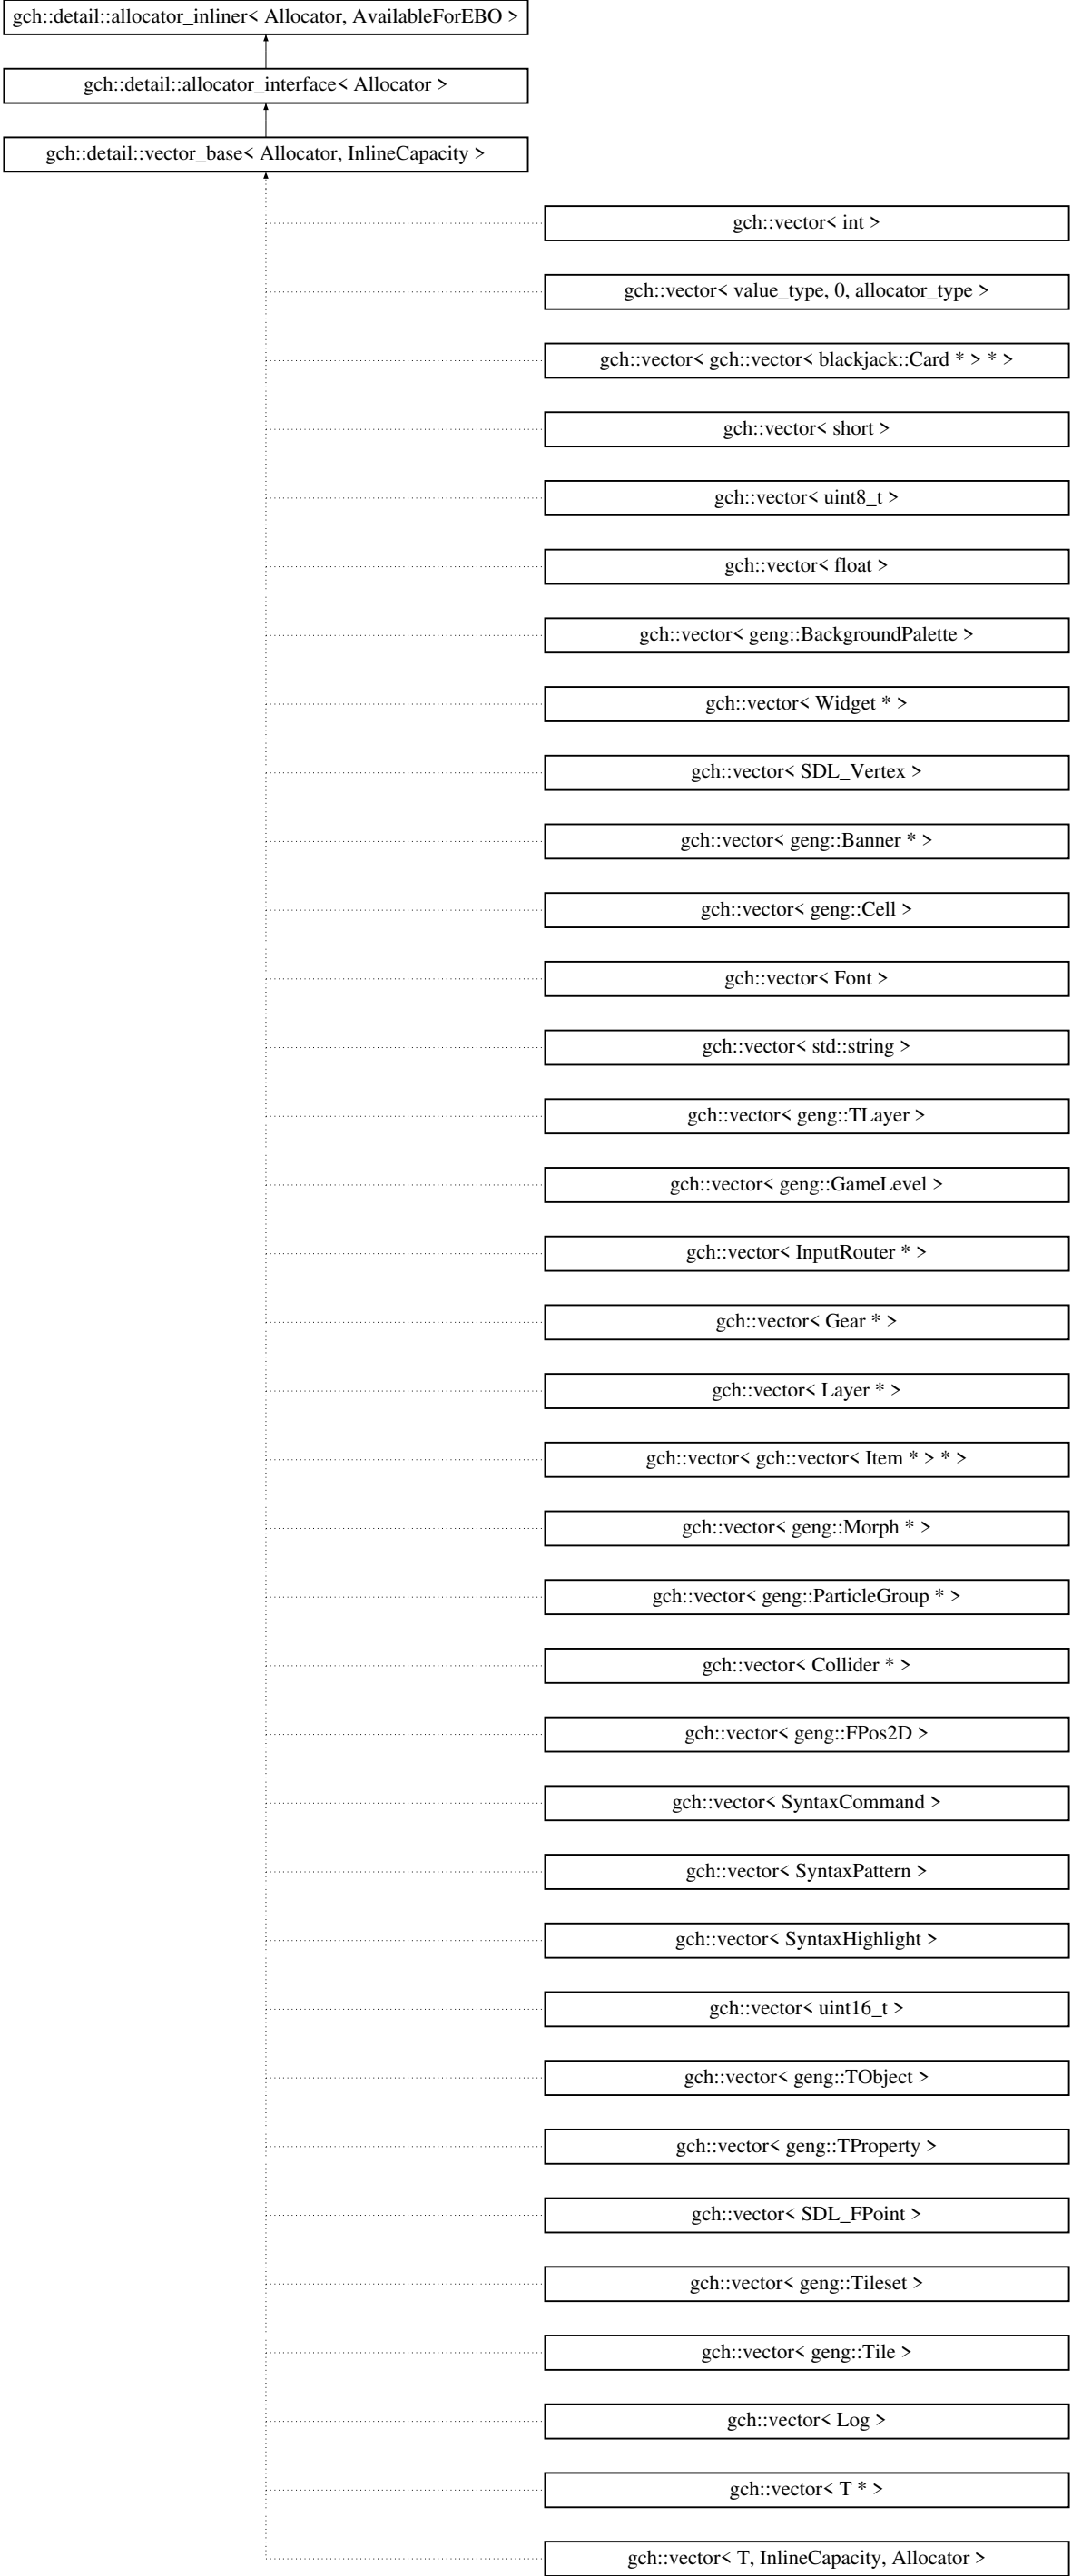 gch::detail::allocator_inliner< Allocator, AvailableForEBO >
gch::detail::allocator_interface< Allocator >
gch::detail::vector_base< Allocator, InlineCapacity >
gch::vector< int >
gch::vector< value_type, 0, allocator_type >
gch::vector< gch::vector< blackjack::Card * > * >
gch::vector< short >
gch::vector< uint8_t >
gch::vector< float >
gch::vector< geng::BackgroundPalette >
gch::vector< Widget * >
gch::vector< SDL_Vertex >
gch::vector< geng::Banner * >
gch::vector< geng::Cell >
gch::vector< Font >
gch::vector< std::string >
gch::vector< geng::TLayer >
gch::vector< geng::GameLevel >
gch::vector< InputRouter * >
gch::vector< Gear * >
gch::vector< Layer * >
gch::vector< gch::vector< Item * > * >
gch::vector< geng::Morph * >
gch::vector< geng::ParticleGroup * >
gch::vector< Collider * >
gch::vector< geng::FPos2D >
gch::vector< SyntaxCommand >
gch::vector< SyntaxPattern >
gch::vector< SyntaxHighlight >
gch::vector< uint16_t >
gch::vector< geng::TObject >
gch::vector< geng::TProperty >
gch::vector< SDL_FPoint >
gch::vector< geng::Tileset >
gch::vector< geng::Tile >
gch::vector< Log >
gch::vector< T * >
gch::vector< T, InlineCapacity, Allocator >